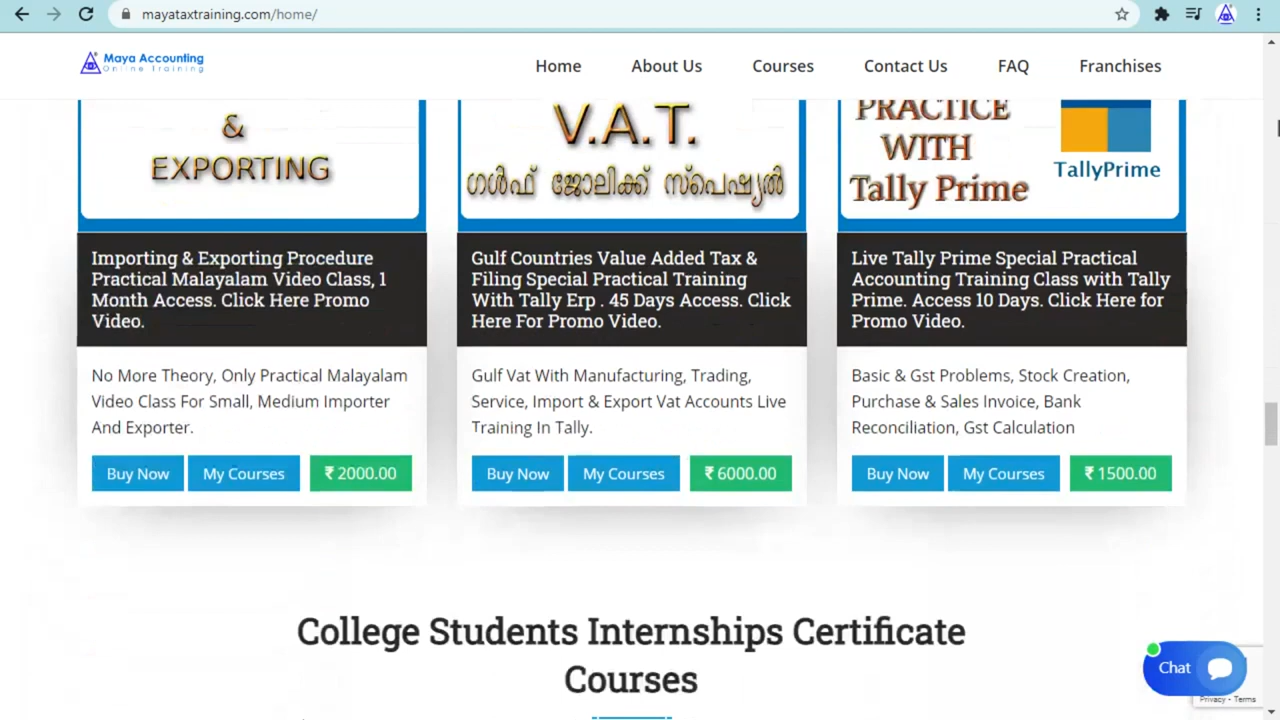 mayataxtraining.com/home/
Maya Accounting
Online Training
Home
About Us
Courses
Contact Us
FAQ
Franchises
&
EXPORTING
V.A.T.
ഗൾഫ് ജോലിക്ക് സ്പെഷ്യൽ
PRACTICE
WITH
Tally Prime
TallyPrime
Importing & Exporting Procedure
Practical Malayalam Video Class, 1
Month Access. Click Here Promo
Video.
No More Theory, Only Practical Malayalam
Video Class For Small, Medium Importer
And Exporter.
Buy Now
My Courses
₹ 2000.00
Gulf Countries Value Added Tax &
Filing Special Practical Training
With Tally Erp . 45 Days Access. Click
Here For Promo Video.
Gulf Vat With Manufacturing, Trading,
Service, Import & Export Vat Accounts Live
Training In Tally.
Buy Now
My Courses
₹ 6000.00
Live Tally Prime Special Practical
Accounting Training Class with Tally
Prime. Access 10 Days. Click Here for
Promo Video.
Basic & Gst Problems, Stock Creation,
Purchase & Sales Invoice, Bank
Reconciliation, Gst Calculation
Buy Now
My Courses
₹ 1500.00
College Students Internships Certificate
Courses
Chat
Privacy - Terms